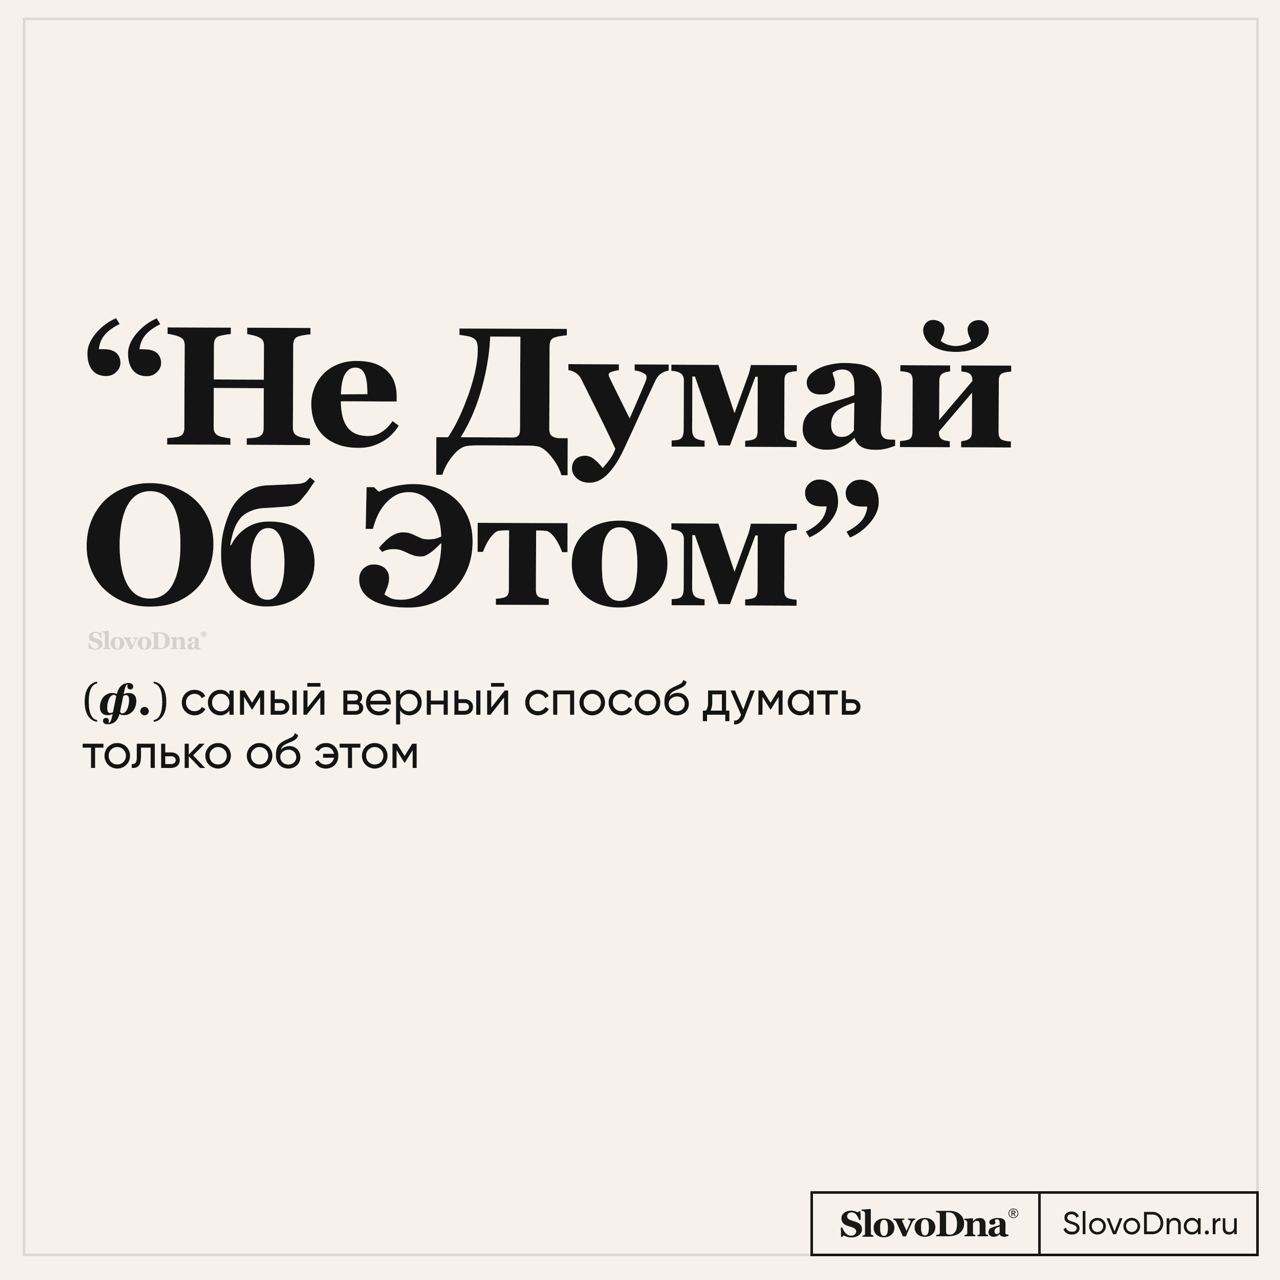 “Не Думай
Об Этом”
SlovoDna®
(ф.) самый верный способ думать
только об этом
SlovoDna® SlovoDna.ru